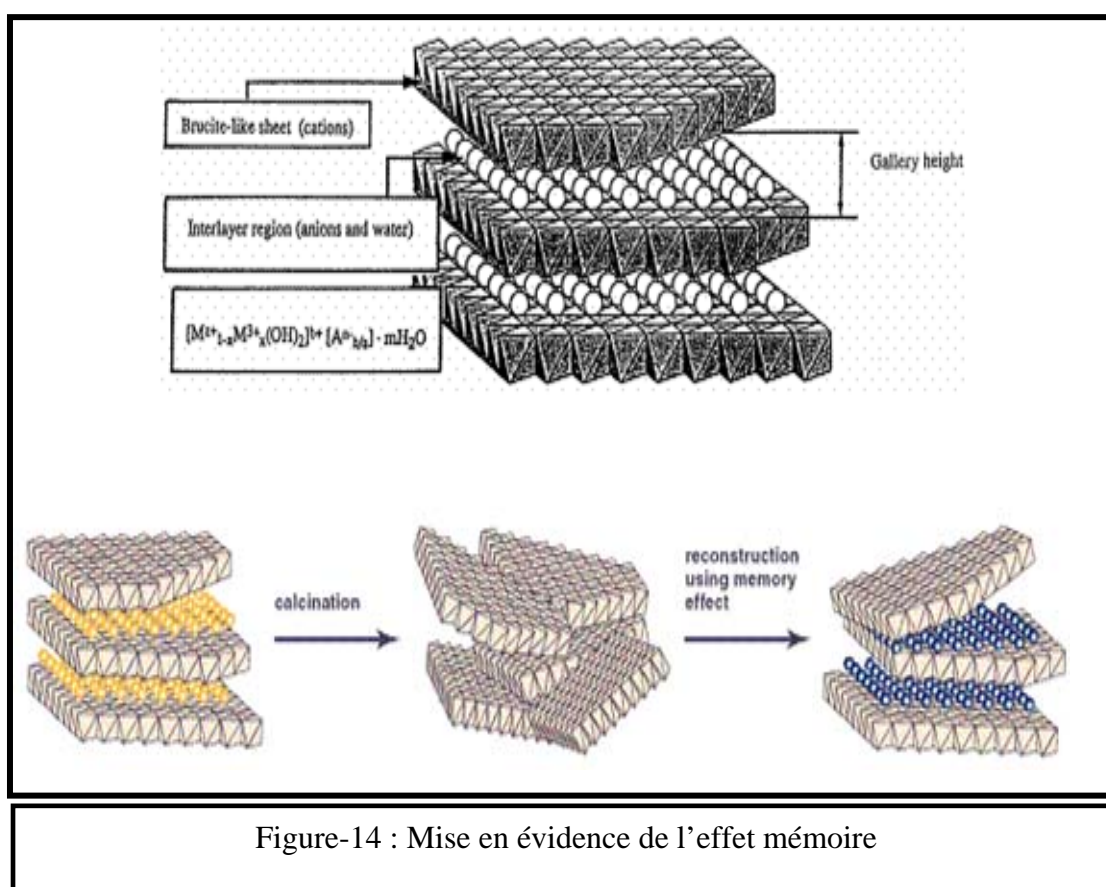 Brucite-like sheet (cations)
Gallery height
Interlayer region (anions and water)
[M²⁺₁₋ₓM³⁺ₓ(OH)₂]ᵇ⁺ [Aⁿ⁻b/n] · mH₂O
calcination
reconstruction
using memory
effect
Figure-14 : Mise en évidence de l’effet mémoire